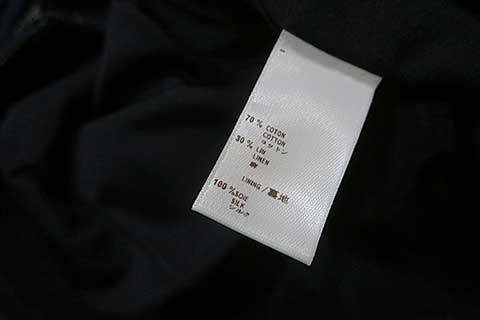 70 % COTON
COTTON
コットン
30 % LIN
LINEN
麻
LINING / 裏地
100 % SOIE
SILK
シルク